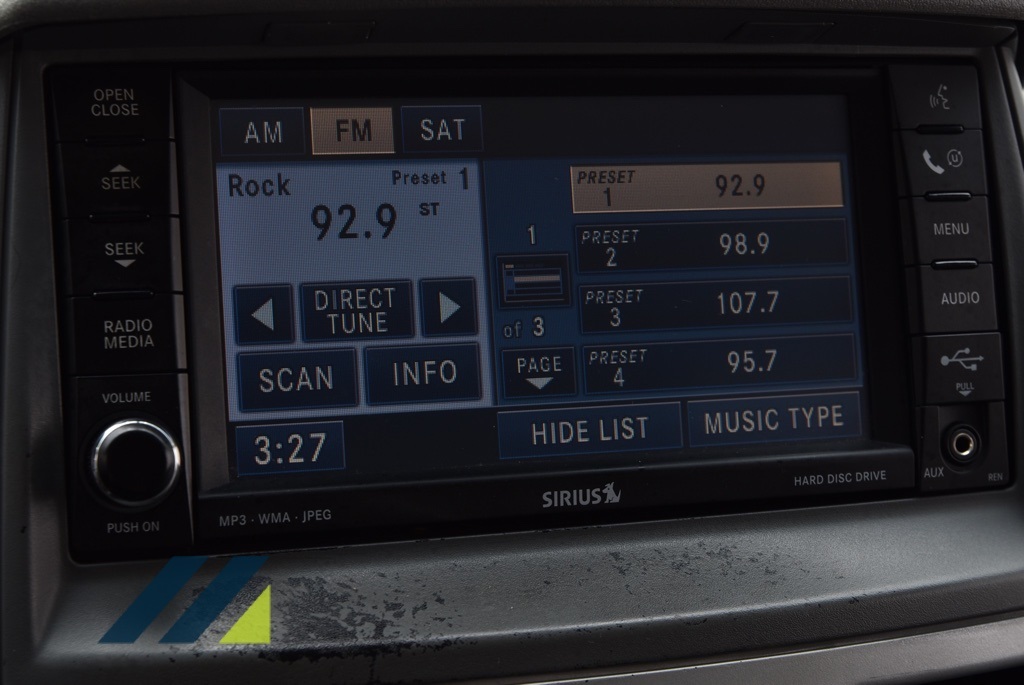 OPEN
CLOSE
SEEK
SEEK
RADIO
MEDIA
VOLUME
PUSH ON
AM FM SAT
Rock Preset 1
92.9 ST
DIRECT
TUNE
SCAN INFO
3:27
1
of 3
PAGE
PRESET
1 92.9
PRESET
2 98.9
PRESET
3 107.7
PRESET
4 95.7
HIDE LIST MUSIC TYPE
MP3 · WMA · JPEG
SIRIUS
HARD DISC DRIVE
MENU
AUDIO
PULL
AUX REN